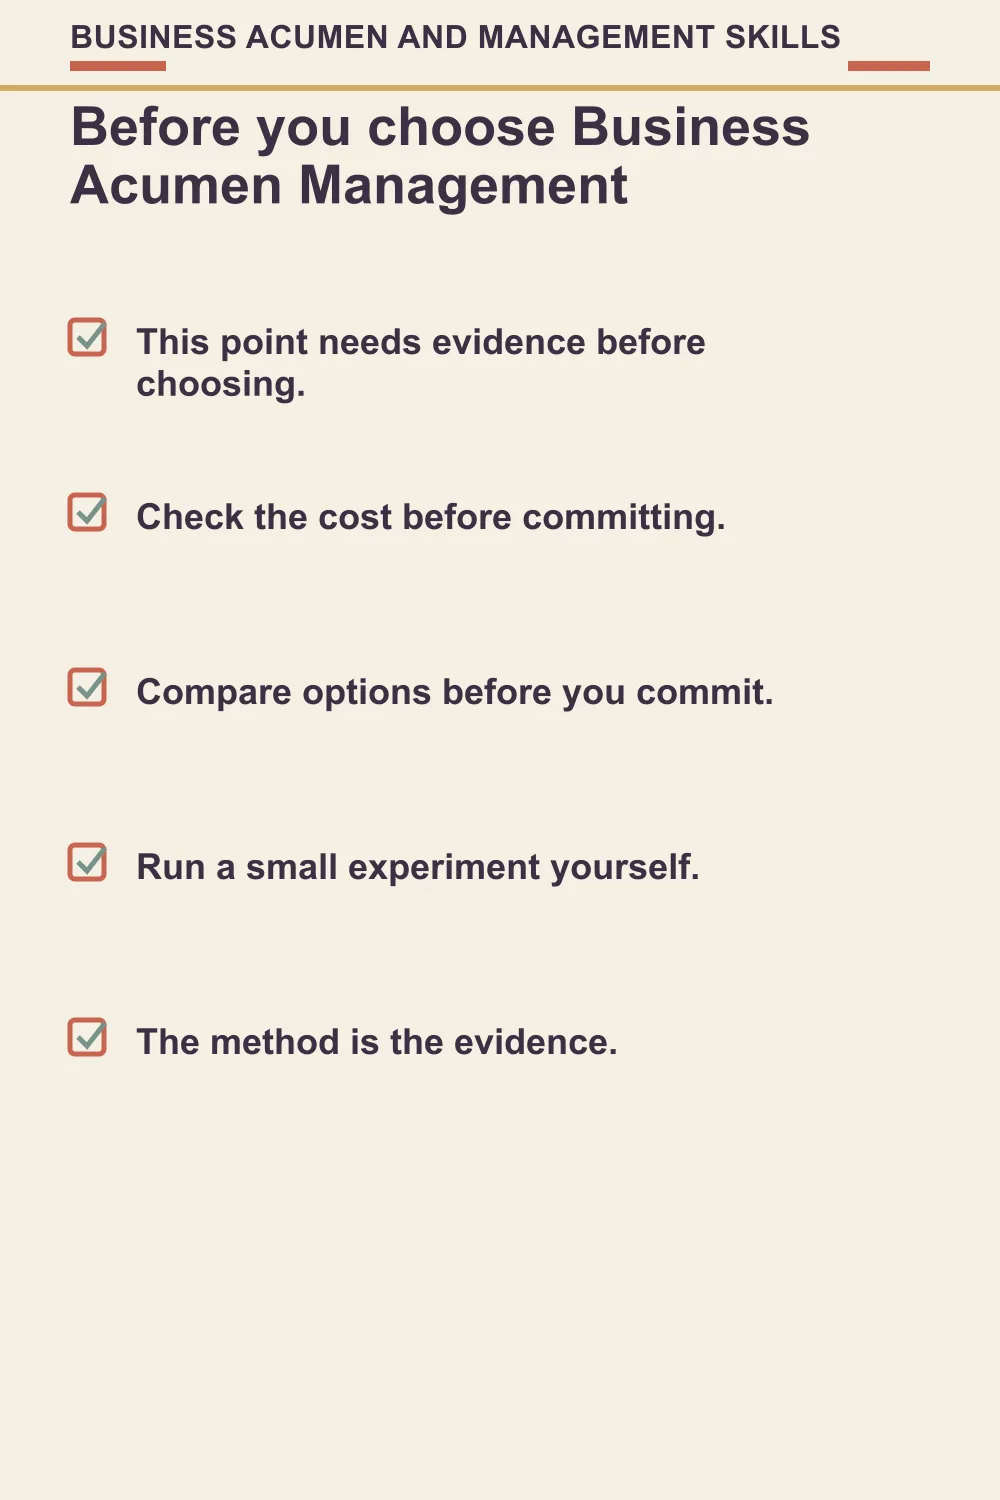 BUSINESS ACUMEN AND MANAGEMENT SKILLS
Before you choose Business
Acumen Management
This point needs evidence before
choosing.
Check the cost before committing.
Compare options before you commit.
Run a small experiment yourself.
The method is the evidence.